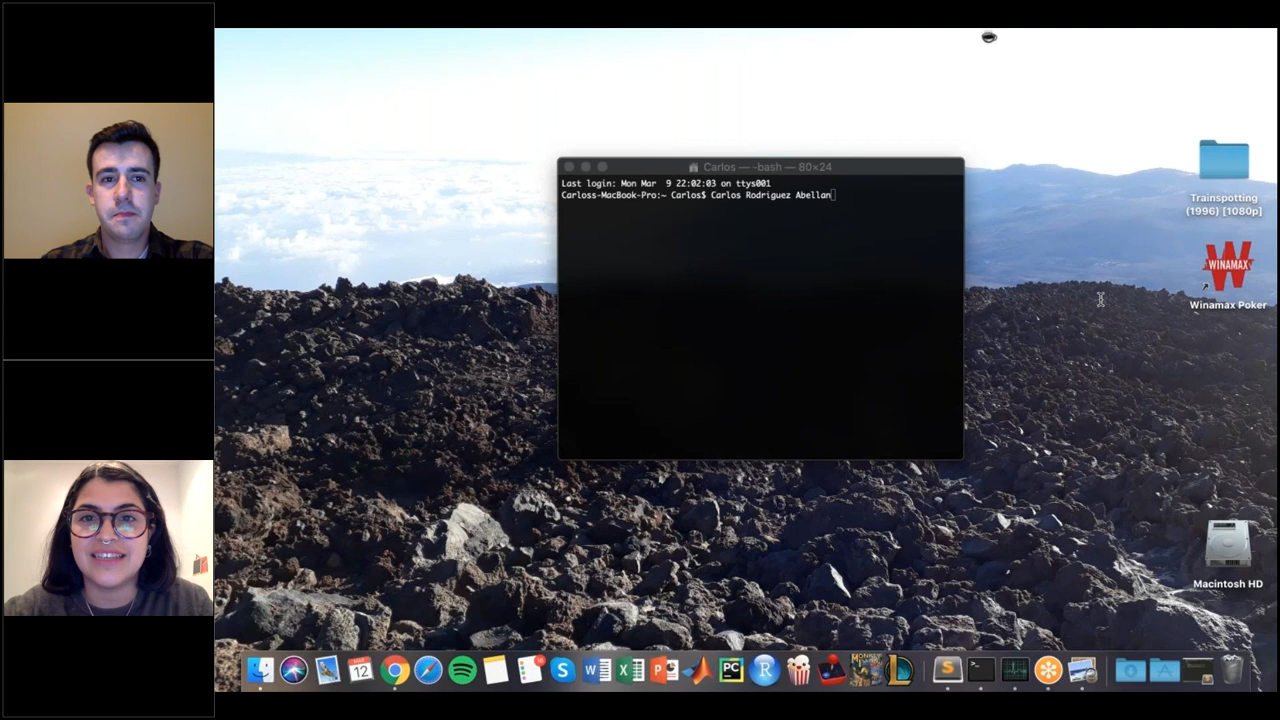 Carlos — -bash — 80×24
Last login: Mon Mar  9 22:02:03 on ttys001
Carloss-MacBook-Pro:~ Carlos$ Carlos Rodriguez Abellan
Trainspotting
(1996) [1080p]
WINAMAX
Winamax Poker
Macintosh HD
12
S
W
X
P
PC
R
S